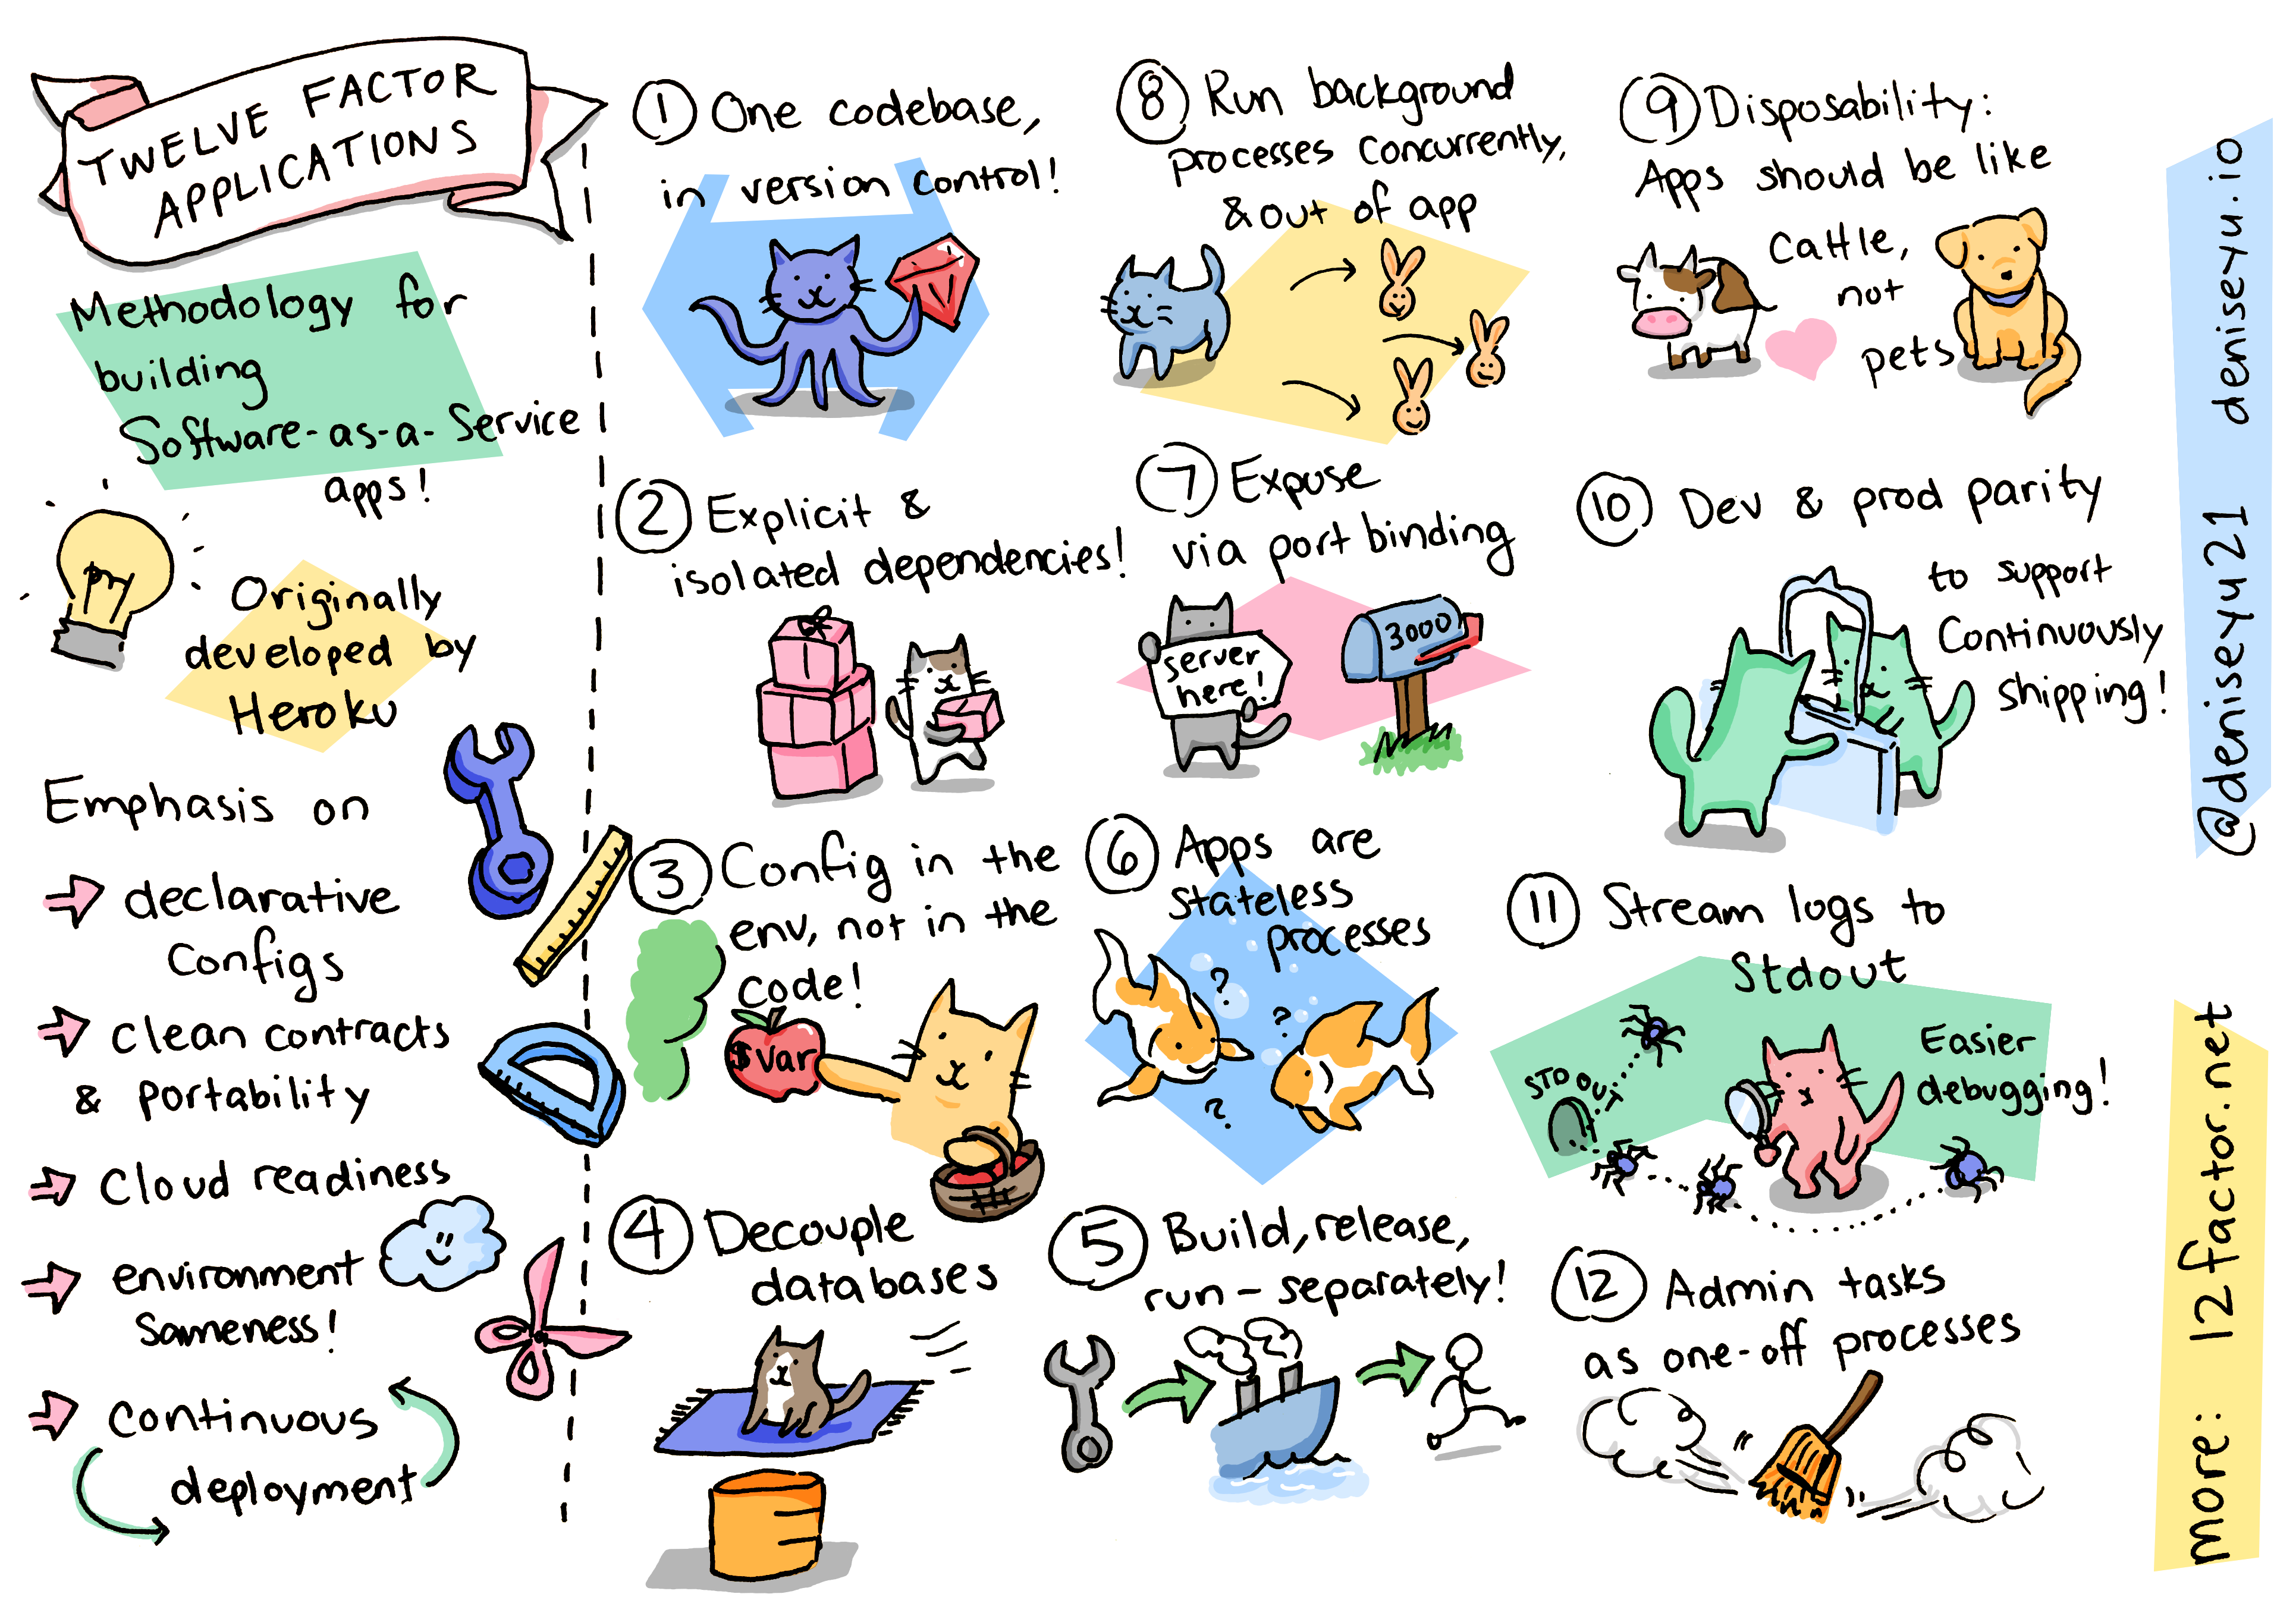 TWELVE FACTOR
APPLICATIONS
Methodology for
building
Software-as-a-Service
apps!
Originally
developed by
Heroku
Emphasis on
declarative
configs
clean contracts
& portability
cloud readiness
environment
sameness!
continuous
deployment
1 One codebase,
in version control!
2 Explicit &
isolated dependencies!
3 Config in the
env, not in the
code!
$var
4 Decouple
databases
5 Build, release,
run - separately!
6 Apps are
stateless
processes
?
?
?
7 Expose
via port binding
server
here!
3000
8 Run background
processes concurrently,
& out of app
9 Disposability:
Apps should be like
cattle,
not
pets
10 Dev & prod parity
to support
continuously
shipping!
11 Stream logs to
Stdout
STD OUT
Easier
debugging!
12 Admin tasks
as one-off processes
@deniseyu21 deniseyu.io
more: 12factor.net